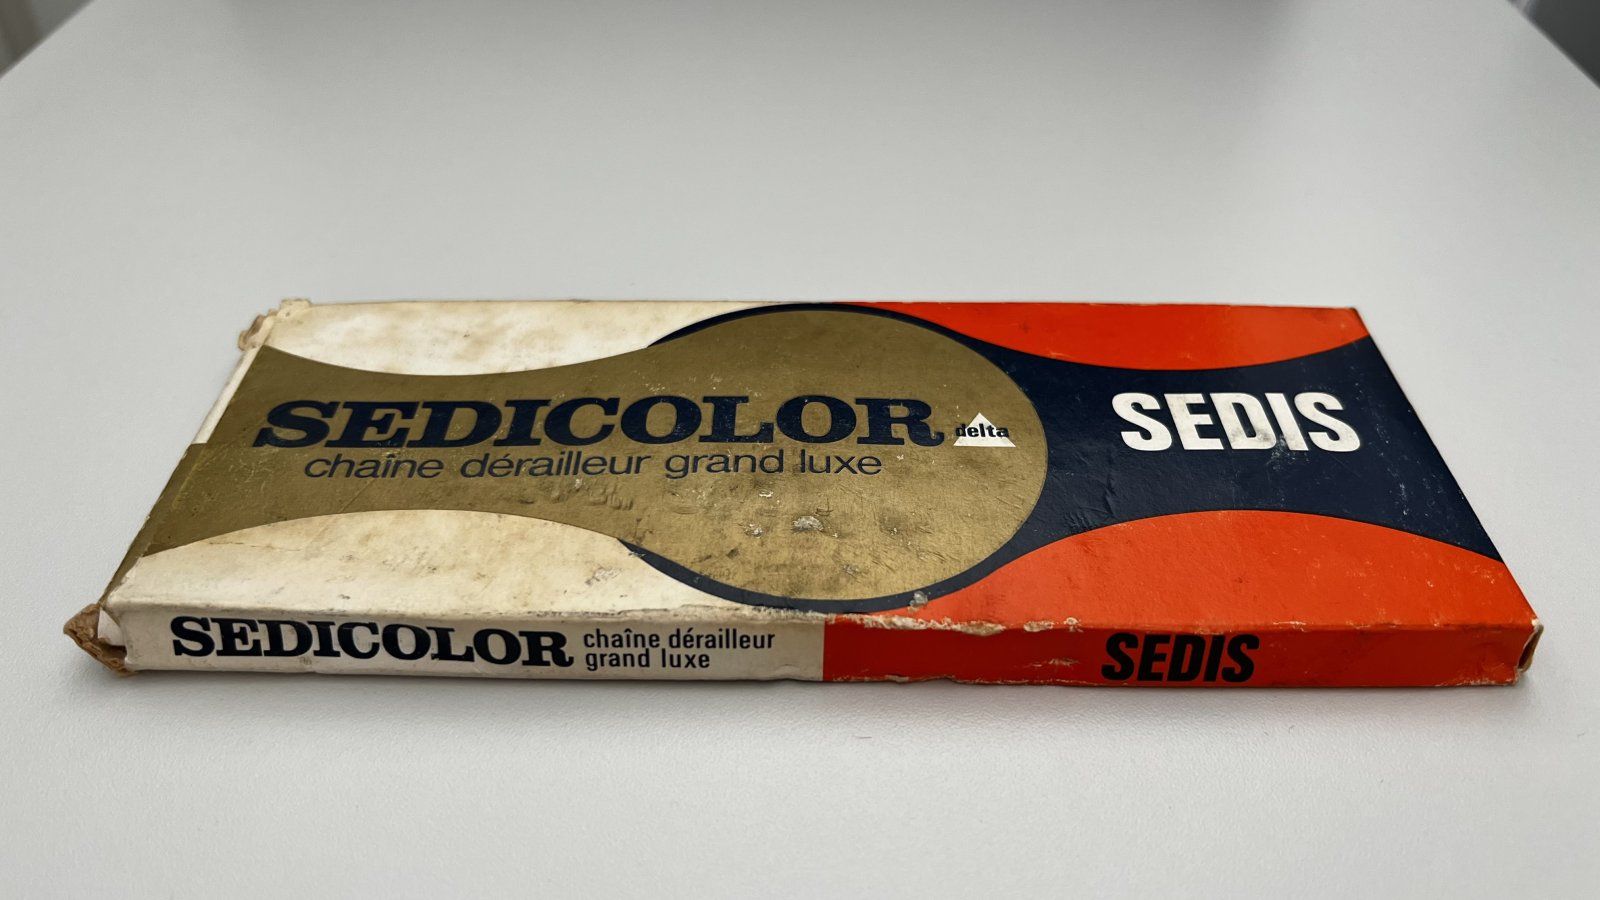 SEDICOLOR
chaîne dérailleur grand luxe
delta
SEDIS
SEDICOLOR
chaîne dérailleur
grand luxe
SEDIS